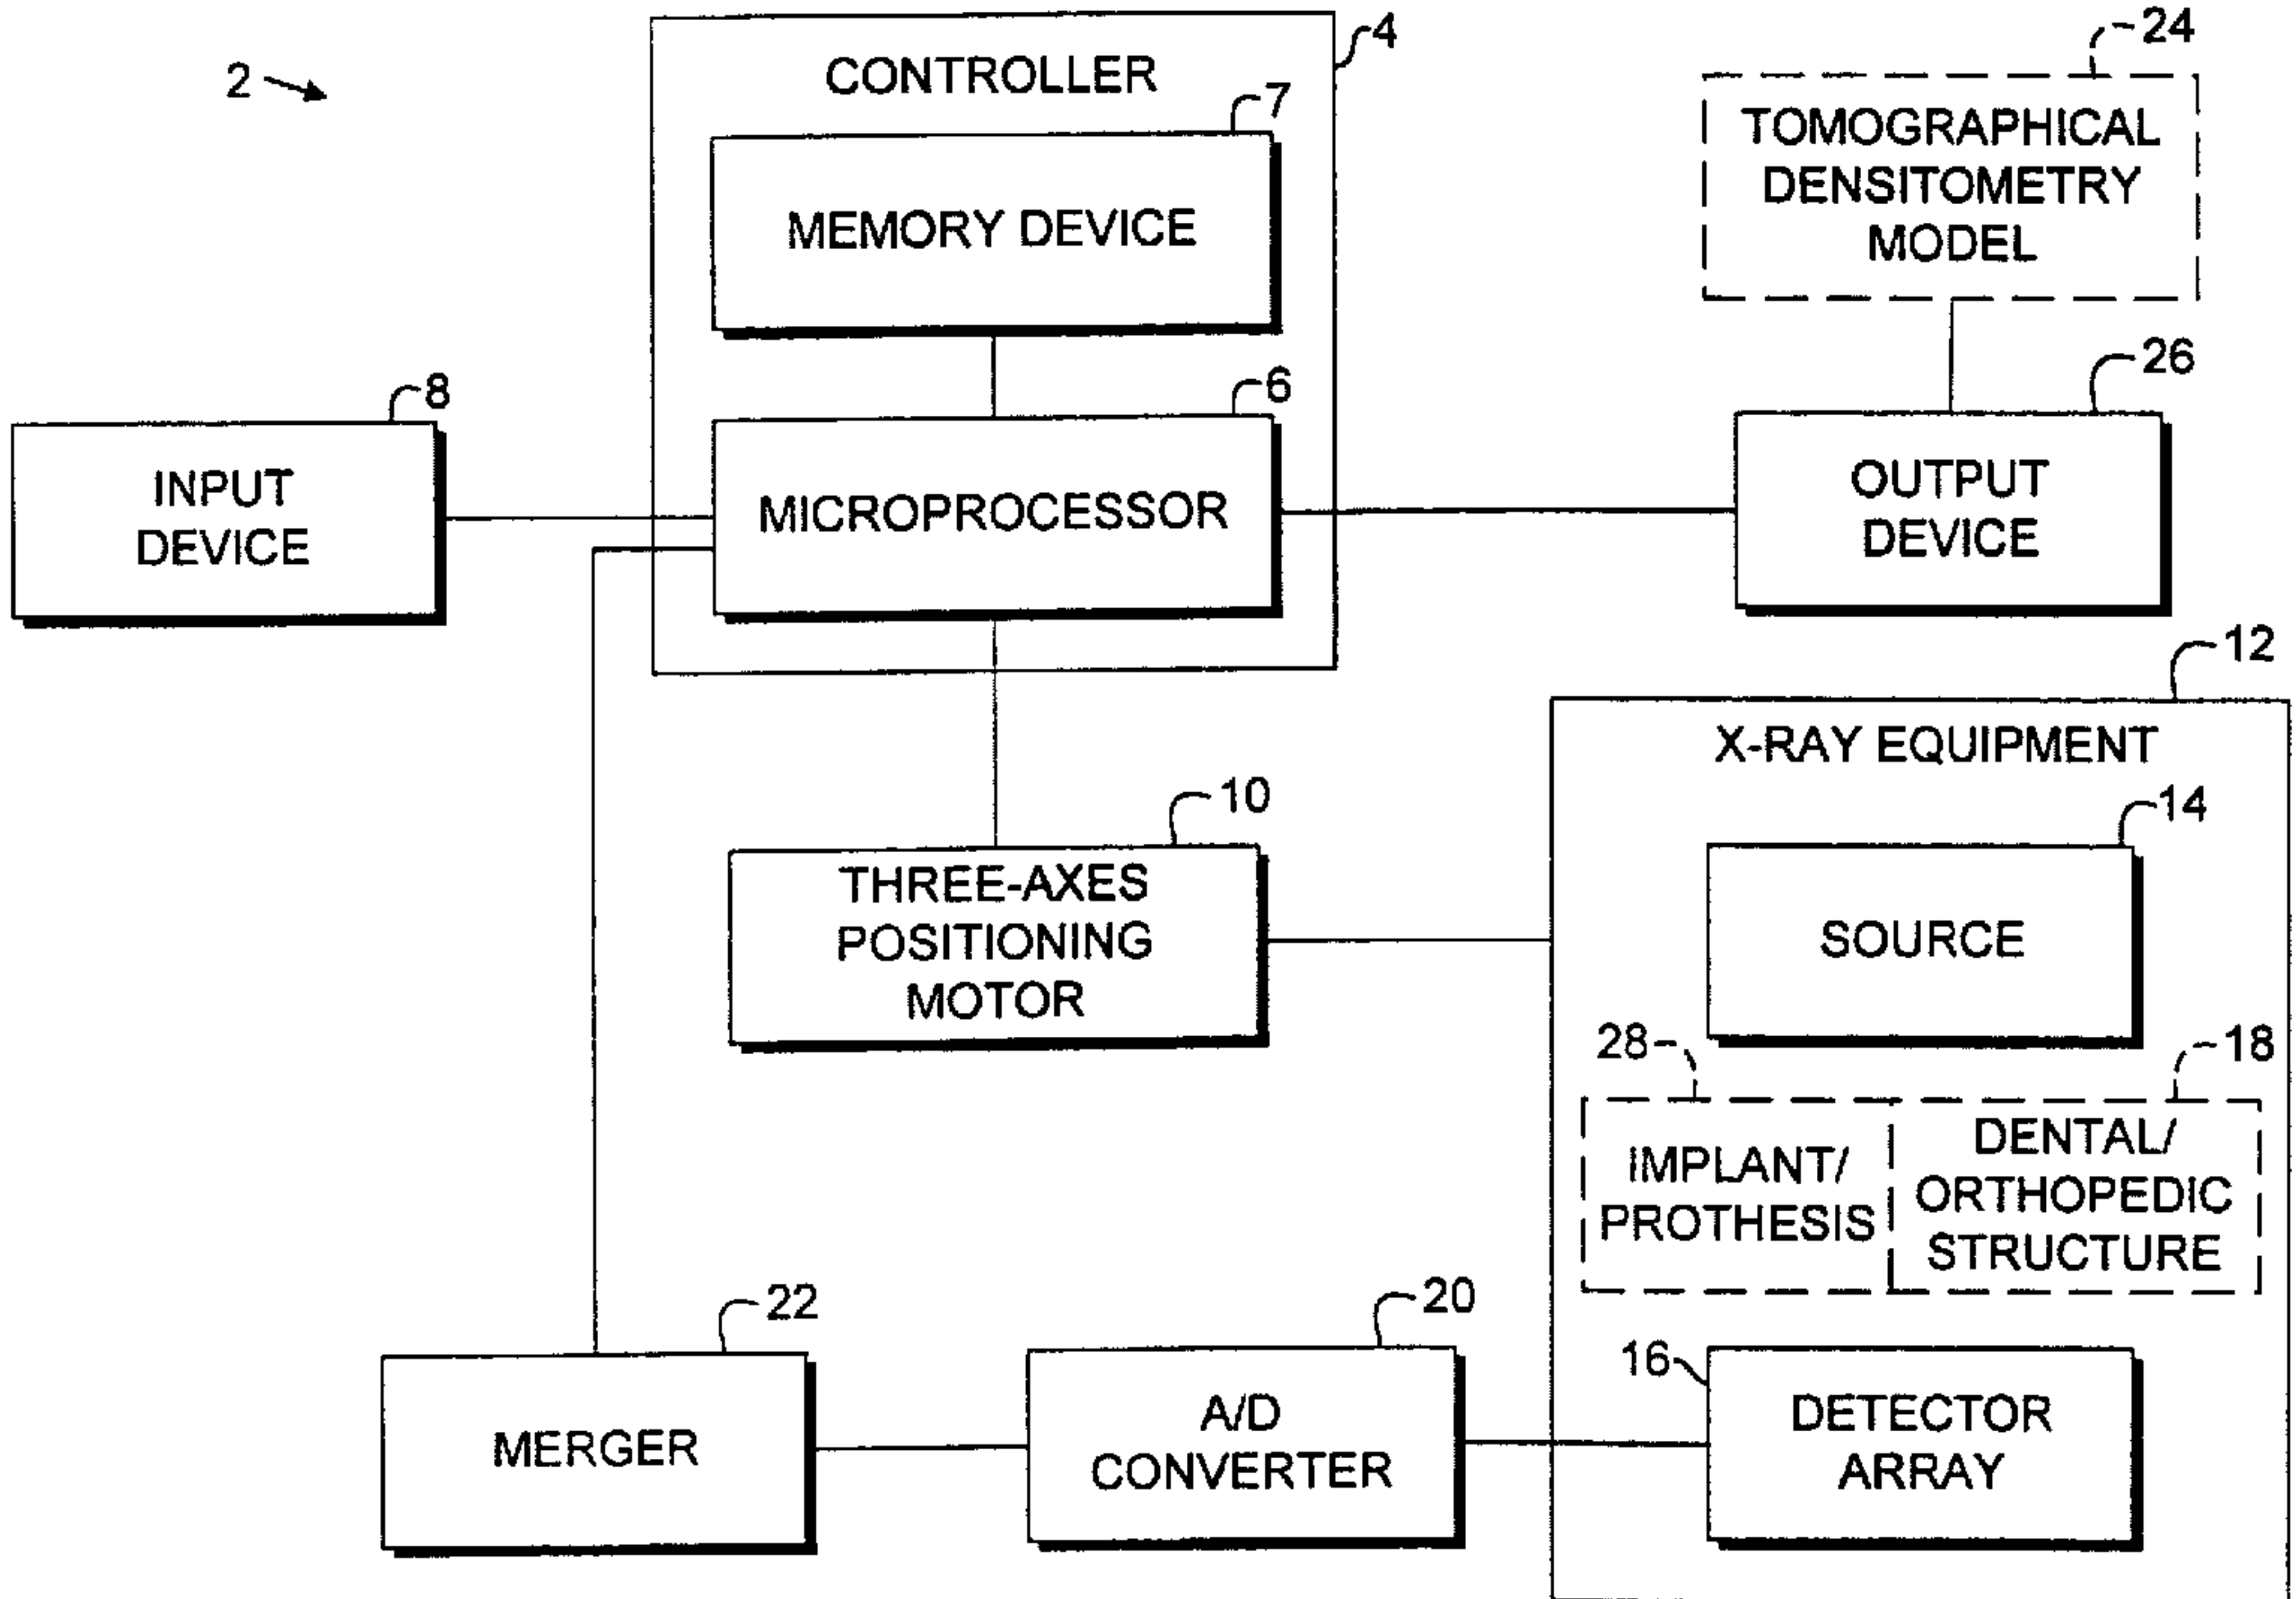 2
CONTROLLER
4
7
MEMORY DEVICE
24
TOMOGRAPHICAL
DENSITOMETRY
MODEL
8
INPUT
DEVICE
6
MICROPROCESSOR
26
OUTPUT
DEVICE
12
X-RAY EQUIPMENT
10
THREE-AXES
POSITIONING
MOTOR
14
SOURCE
28
IMPLANT/
PROTHESIS
18
DENTAL/
ORTHOPEDIC
STRUCTURE
22
MERGER
20
A/D
CONVERTER
16
DETECTOR
ARRAY